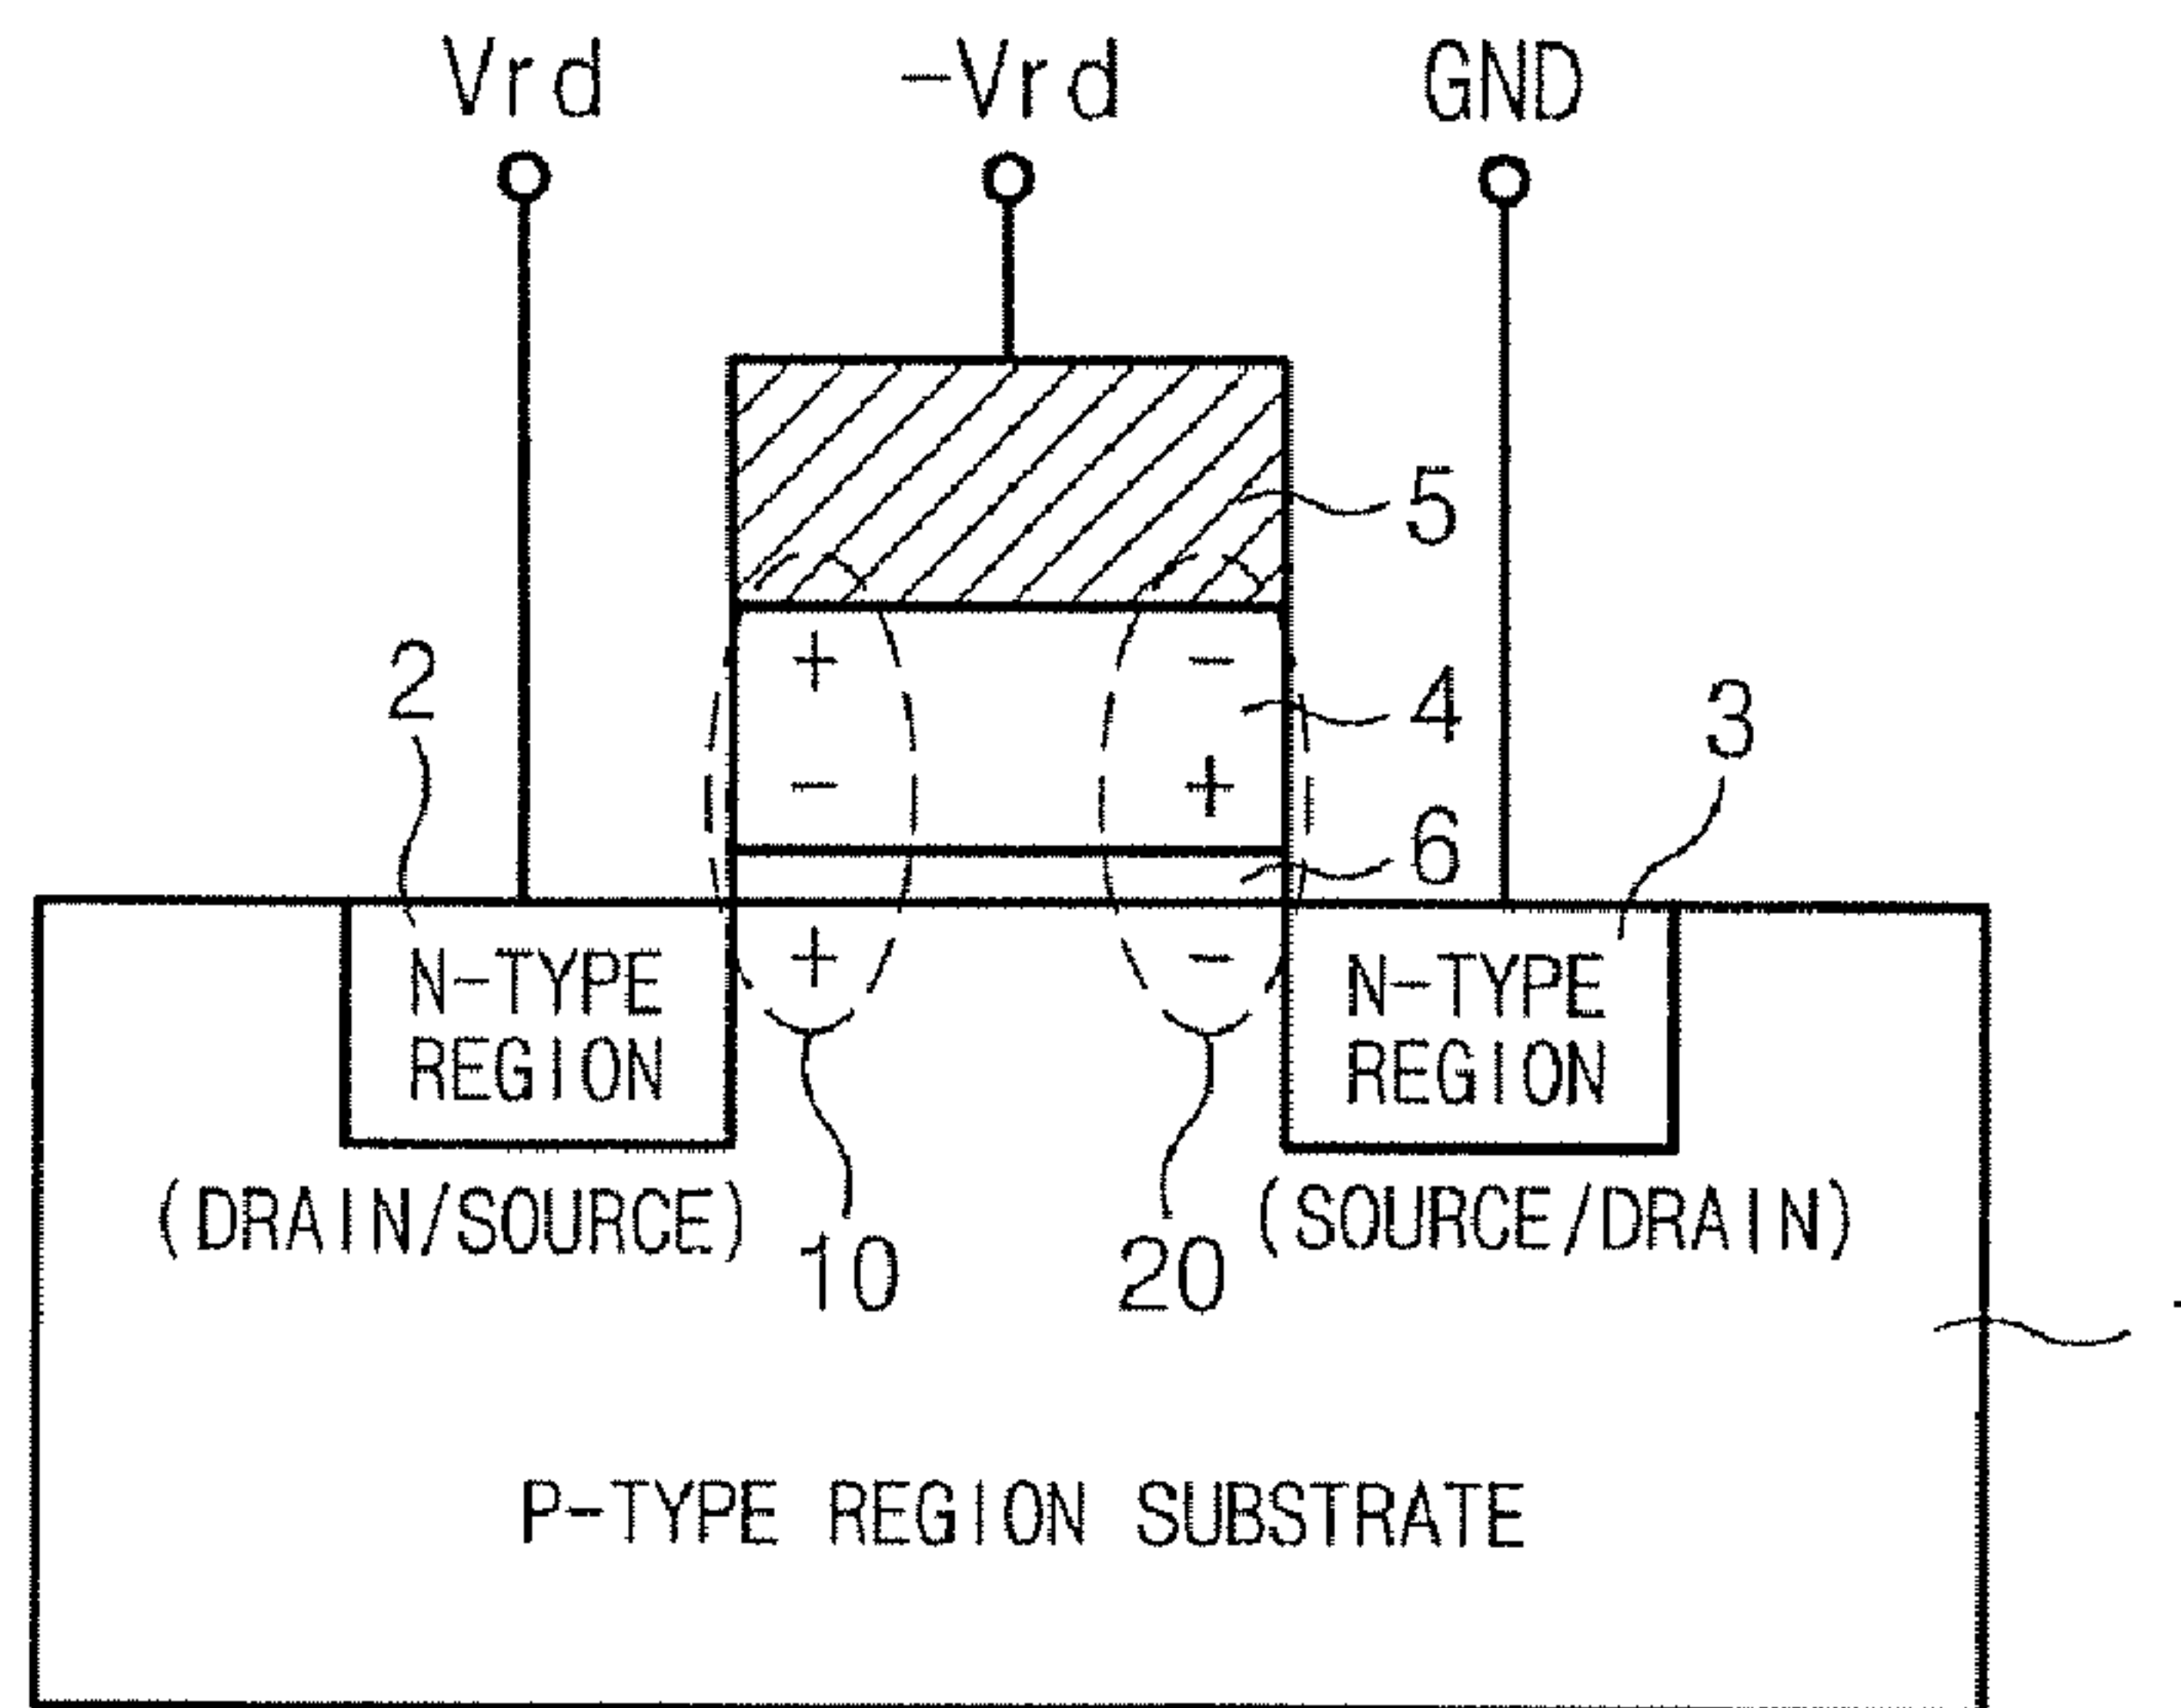 Vrd
-Vrd
GND
5
+
-
2
4
3
-
+
6
+
-
N-TYPE
REGION
N-TYPE
REGION
(DRAIN/SOURCE)
(SOURCE/DRAIN)
10
20
P-TYPE REGION SUBSTRATE